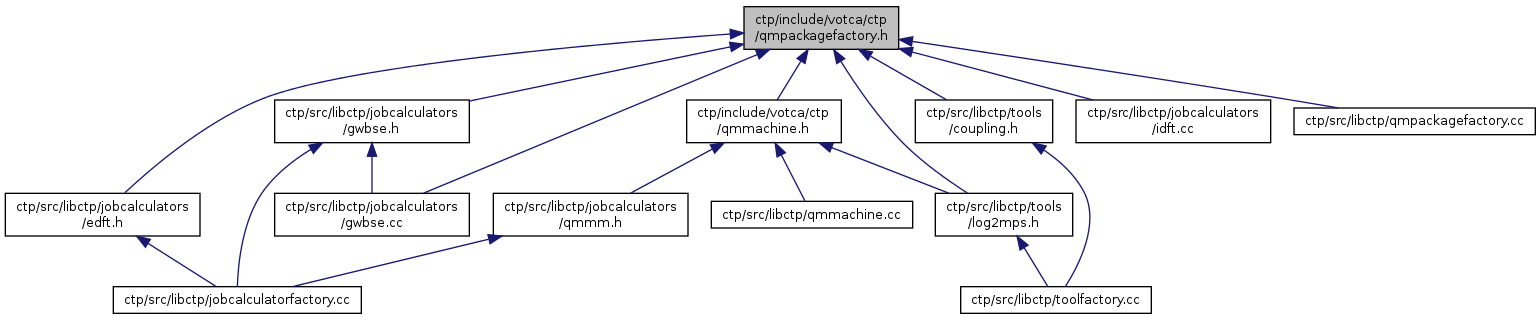 ctp/include/votca/ctp
/qmpackagefactory.h
ctp/src/libctp/jobcalculators
/gwbse.h
ctp/include/votca/ctp
/qmmachine.h
ctp/src/libctp/tools
/coupling.h
ctp/src/libctp/jobcalculators
/idft.cc
ctp/src/libctp/qmpackagefactory.cc
ctp/src/libctp/jobcalculators
/edft.h
ctp/src/libctp/jobcalculators
/gwbse.cc
ctp/src/libctp/jobcalculators
/qmmm.h
ctp/src/libctp/qmmachine.cc
ctp/src/libctp/tools
/log2mps.h
ctp/src/libctp/jobcalculatorfactory.cc
ctp/src/libctp/toolfactory.cc